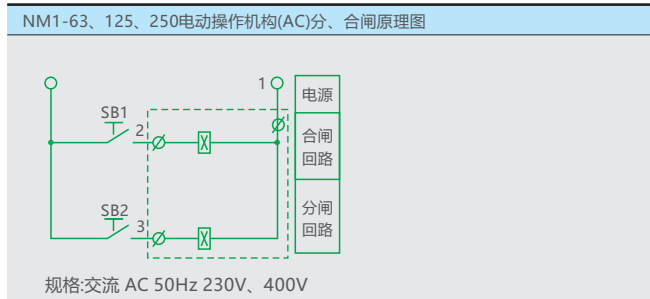 NM1-63、125、250电动操作机构(AC)分、合闸原理图
1
电源
SB1
2
合闸
回路
SB2
3
分闸
回路
规格:交流 AC 50Hz 230V、400V